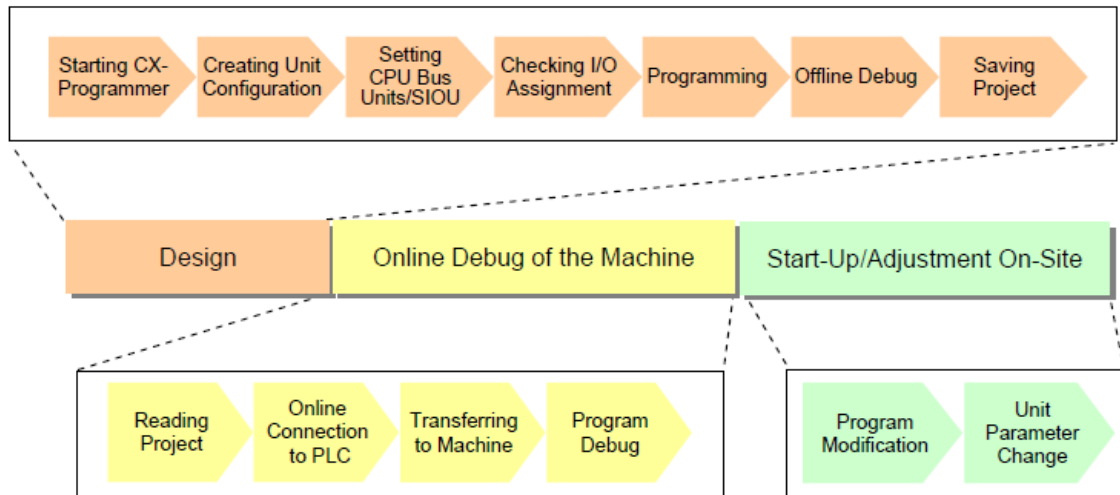 Starting CX-
Programmer
Creating Unit
Configuration
Setting
CPU Bus
Units/SIOU
Checking I/O
Assignment
Programming
Offline Debug
Saving
Project
Design
Online Debug of the Machine
Start-Up/Adjustment On-Site
Reading
Project
Online
Connection
to PLC
Transferring
to Machine
Program
Debug
Program
Modification
Unit
Parameter
Change